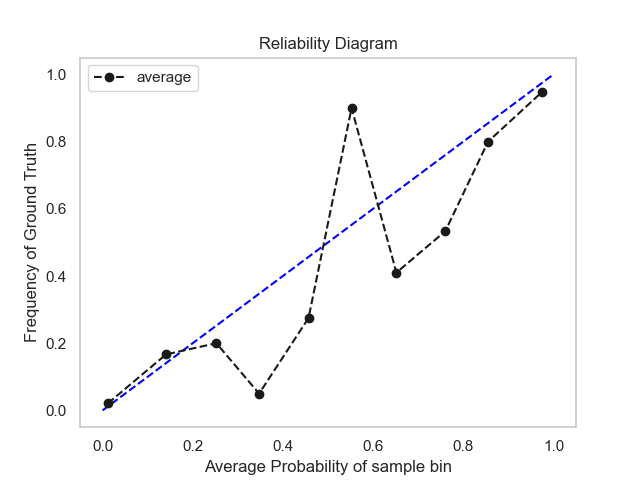 Reliability Diagram
average
Frequency of Ground Truth
1.0
0.8
0.6
0.4
0.2
0.0
0.0 0.2 0.4 0.6 0.8 1.0
Average Probability of sample bin